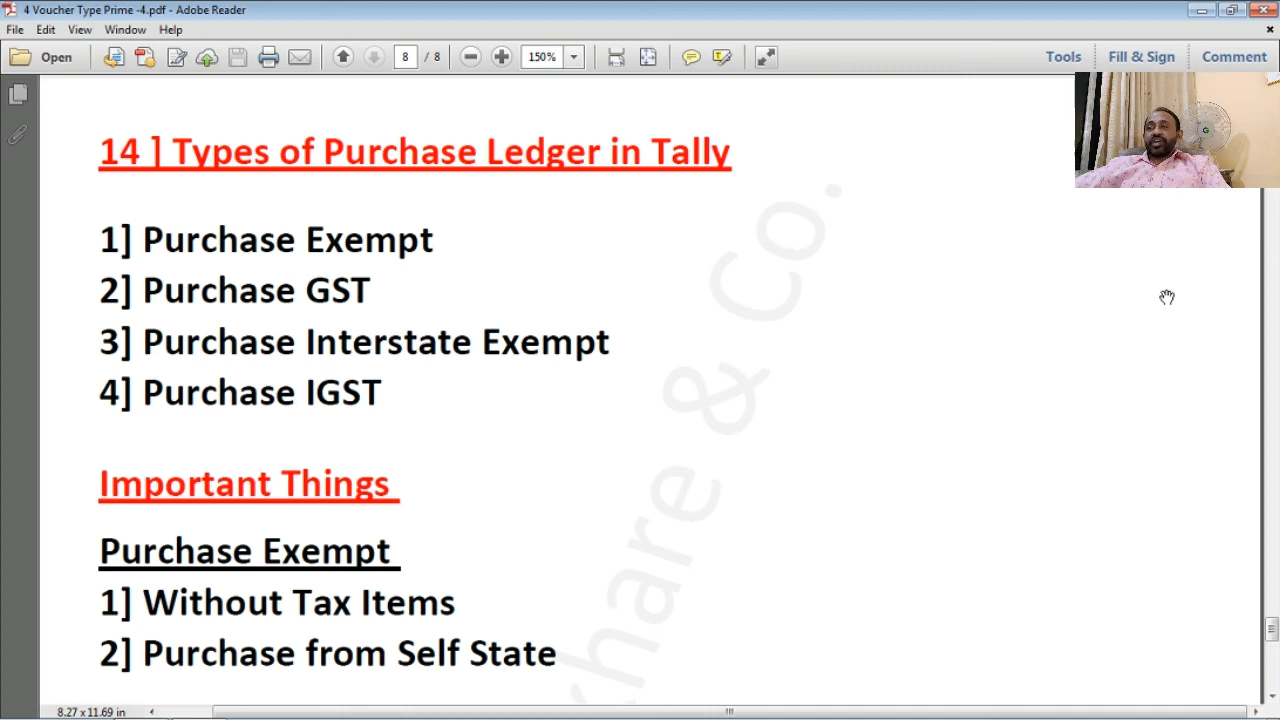 4 Voucher Type Prime -4.pdf - Adobe Reader
File Edit View Window Help
Open 8 / 8 150% Tools Fill & Sign Comment
14 ] Types of Purchase Ledger in Tally
1] Purchase Exempt
2] Purchase GST
3] Purchase Interstate Exempt
4] Purchase IGST
Important Things
Purchase Exempt
1] Without Tax Items
2] Purchase from Self State
hare & Co.
8.27 x 11.69 in